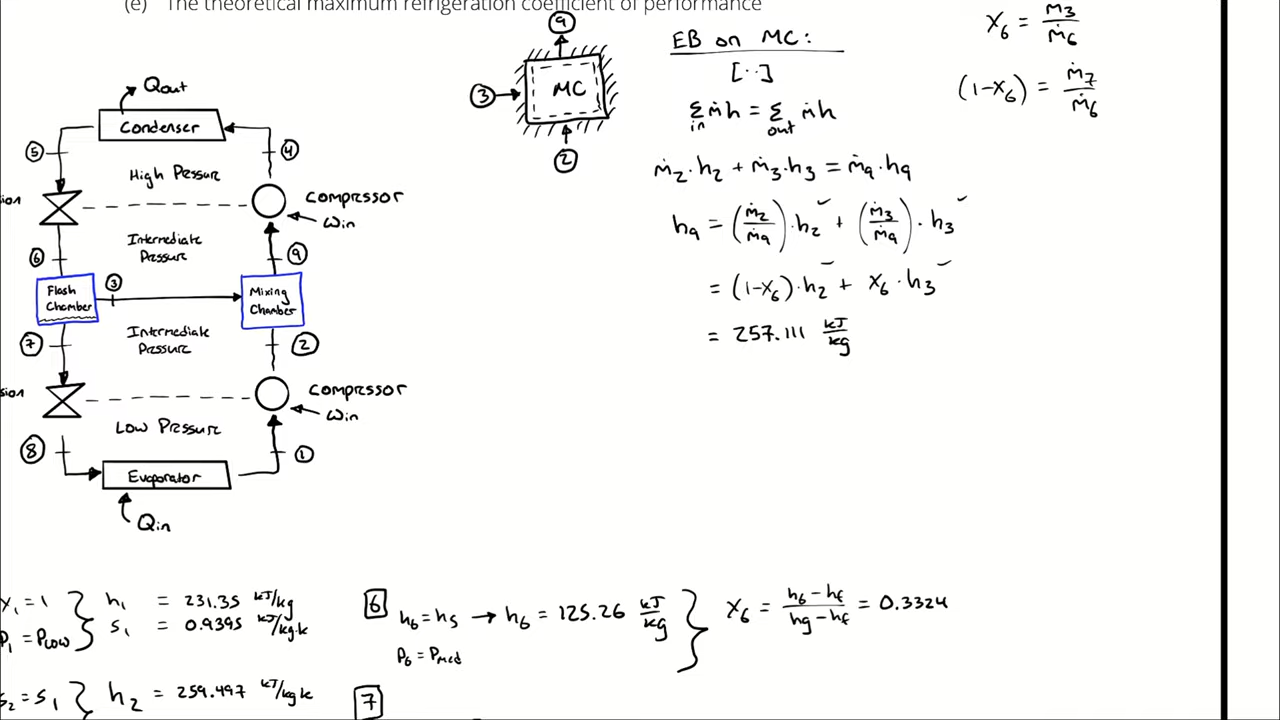 (e) The theoretical maximum refrigeration coefficient of performance
Qout
Condenser
5
4
High Pressure
sion
Compressor
Win
Intermediate
Pressure
6
9
Flash
Chamber
3
Mixing
Chamber
Intermediate
Pressure
7
2
sion
Compressor
Win
Low Pressure
8
1
Evaporator
Qin
9
3
MC
2
EB on MC:
[··]
Σin ṁh = Σout ṁh
ṁ2·h2 + ṁ3·h3 = ṁ9·h9
h9 = (ṁ2/ṁ9)·h2 + (ṁ3/ṁ9)·h3
= (1-x6)·h2 + x6·h3
= 257.111 kJ/kg
x6 = ṁ3/ṁ6
(1-x6) = ṁ7/ṁ6
x1 = 1 } h1 = 231.35 kJ/kg
P1 = Plow } s1 = 0.9395 kJ/kg·k
s2 = s1 } h2 = 259.497 kJ/kg k
6 h6 = h5 → h6 = 125.26 kJ/kg } x6 = h6-hf/hg-hf = 0.3324
P6 = Pmed
7